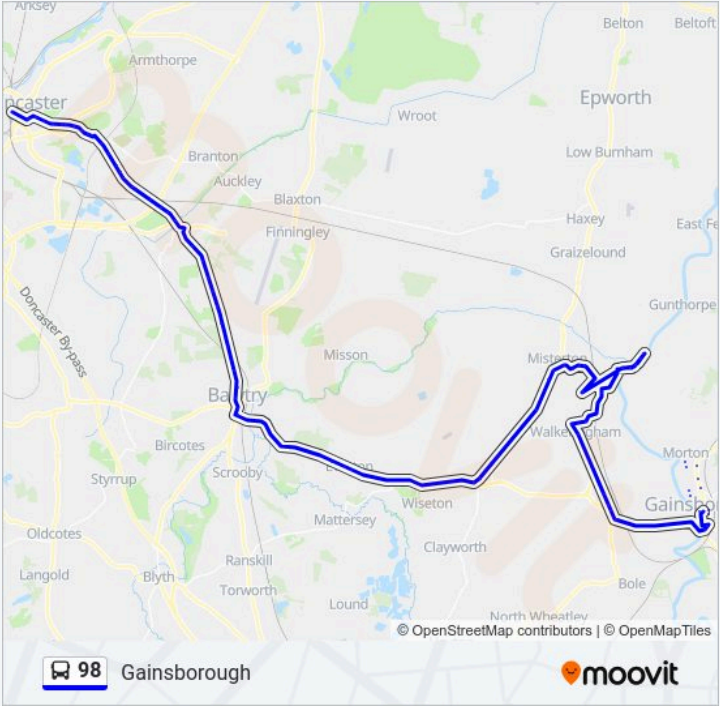 Arksey
Belton
Beltoft
Armthorpe
Epworth
ncaster
Wroot
Branton
Low Burnham
Auckley
Blaxton
Haxey
East Fe
Finningley
Graizelound
Doncaster By-pass
Gunthorpe
Misson
Misterton
Bawtry
Walkeringham
Bircotes
Morton
Scrooby
Styrrup
Wiseton
Gainsbo
Mattersey
Oldcotes
Clayworth
Ranskill
Langold
Blyth
Torworth
Bole
Lound
North Wheatley
© OpenStreetMap contributors | © OpenMapTiles
98 Gainsborough
moovit